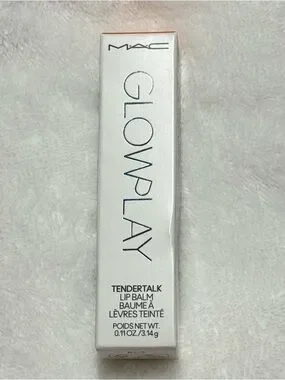 MAC
GLOWPLAY
TENDERTALK
LIP BALM
BAUME À
LÈVRES TEINTÉ
POIDS NET WT.
0.11 OZ./3.14 g